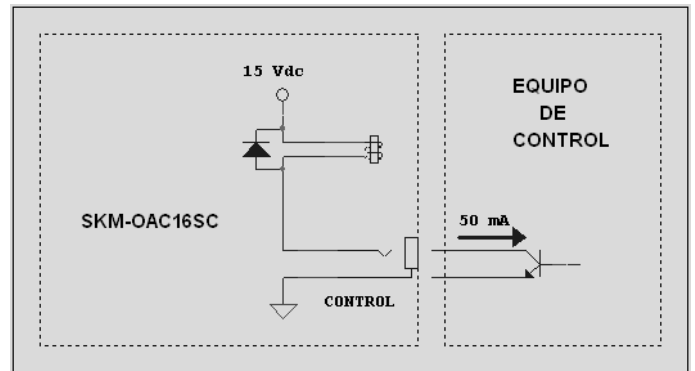 15 Vdc
EQUIPO
DE
CONTROL
SKM-OAC16SC
50 mA
CONTROL